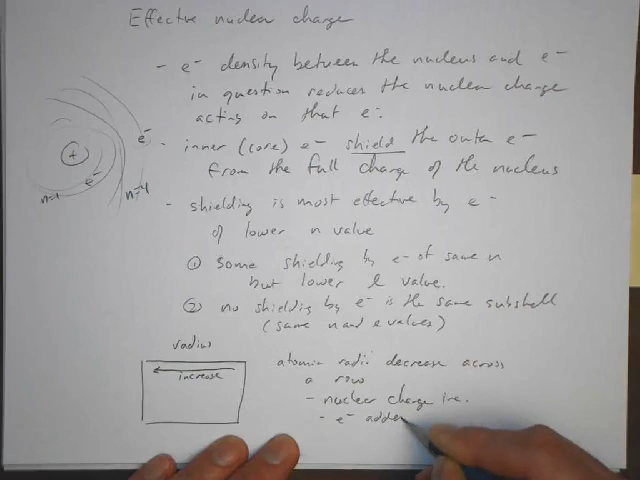 Effective nuclear charge
- e⁻ density between the nucleus and e⁻
in question reduces the nuclear charge
acting on that e⁻.
- inner (core) e⁻ shield the outer e⁻
from the full charge of the nucleus
- shielding is most effective by e⁻
of lower n value
① Some shielding by e⁻ of same n
but lower l value.
② no shielding by e⁻ is the same subshell
(same n and l values)
+
e⁻
e⁻
n=1
n=4
radius
increase
atomic radii decrease across
a row
- nuclear charge inc.
- e⁻ adde